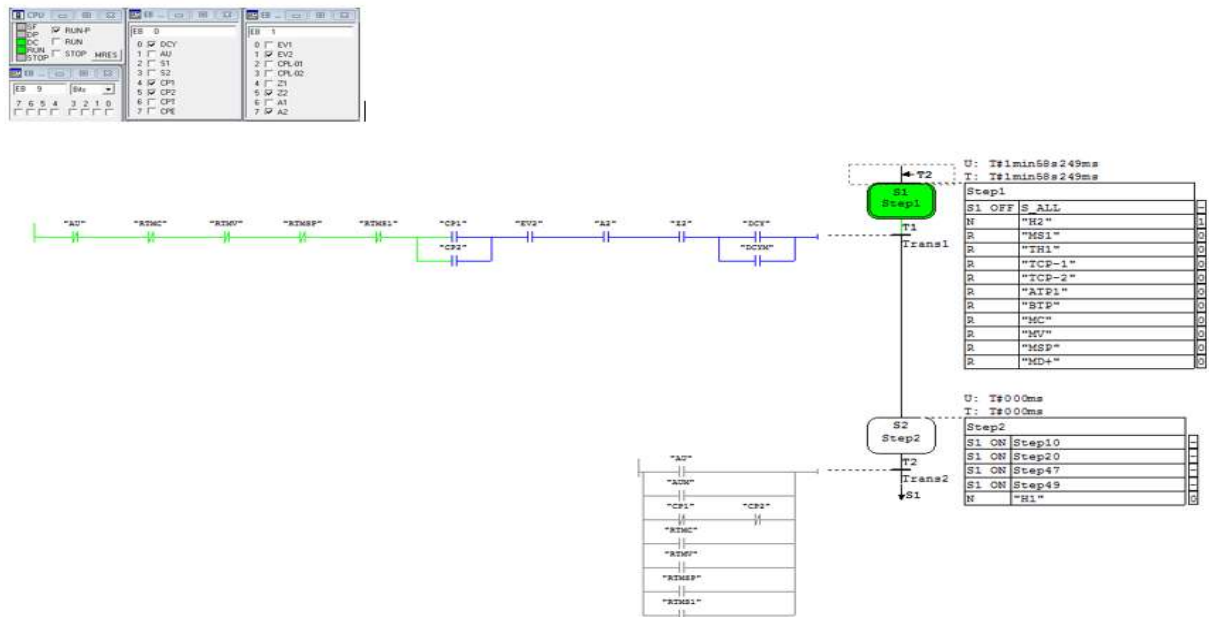 CPU
SF
DP
DC
RUN
STOP
RUN-P
RUN
STOP
MRES
EB ...
EB 9 Bits
7 6 5 4 3 2 1 0
EB ...
EB 0
0 DCY
1 AU
2 S1
3 S2
4 CP1
5 CP2
6 CPT
7 CPE
EB ...
EB 1
0 EV1
1 EV2
2 CPL-01
3 CPL-02
4 Z1
5 Z2
6 A1
7 A2
"AU" "RTMC" "RTMV" "RTMSP" "RTMS1" "CP1" "EV2" "A2" "Z2" "DCY"
"CP2" "DCYM"
T2
S1
Step1
T1
Trans1
U: T#1min58s249ms
T: T#1min58s249ms
Step1
S1 OFF S_ALL -
N "H2" 1
R "MS1" 0
R "TH1" 0
R "TCP-1" 0
R "TCP-2" 0
R "ATP1" 0
R "BTP" 0
R "MC" 0
R "MV" 0
R "MSP" 0
R "MD+" 0
S2
Step2
T2
Trans2
S1
U: T#000ms
T: T#000ms
Step2
S1 ON Step10 -
S1 ON Step20 -
S1 ON Step47 -
S1 ON Step49 -
N "H1" 0
"AU"
"AUM"
"CP1" "CP2"
"RTMC"
"RTMV"
"RTMSP"
"RTMS1"